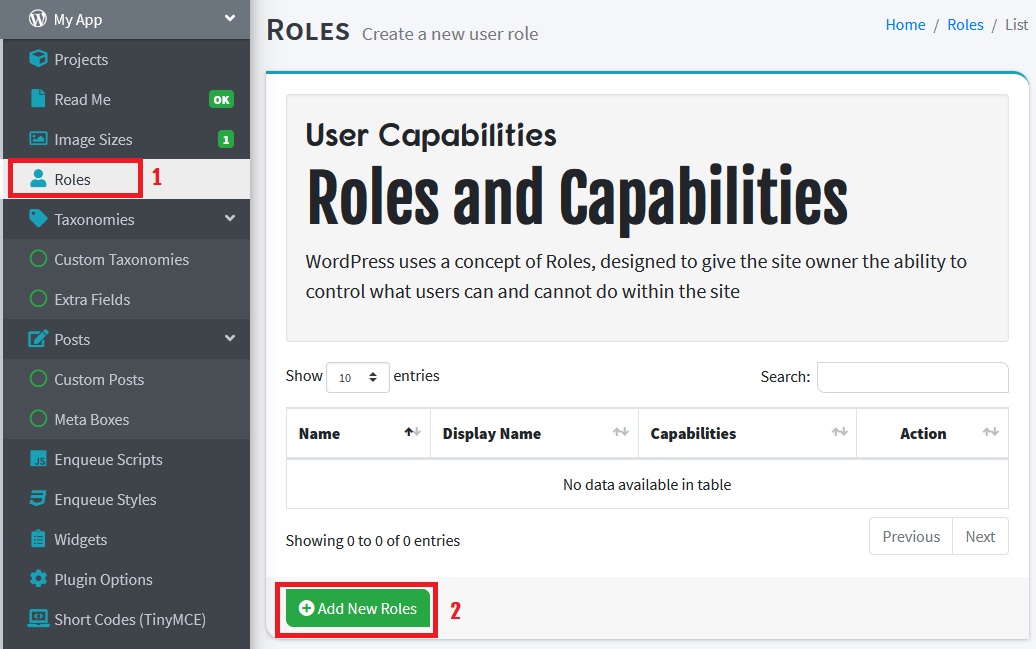 My App
Projects
Read Me OK
Image Sizes 1
Roles 1
Taxonomies
Custom Taxonomies
Extra Fields
Posts
Custom Posts
Meta Boxes
Enqueue Scripts
Enqueue Styles
Widgets
Plugin Options
Short Codes (TinyMCE)
Roles Create a new user role
Home / Roles / List
User Capabilities
Roles and Capabilities
WordPress uses a concept of Roles, designed to give the site owner the ability to
control what users can and cannot do within the site
Show 10 entries
Search:
Name Display Name Capabilities Action
No data available in table
Showing 0 to 0 of 0 entries
Previous Next
Add New Roles 2